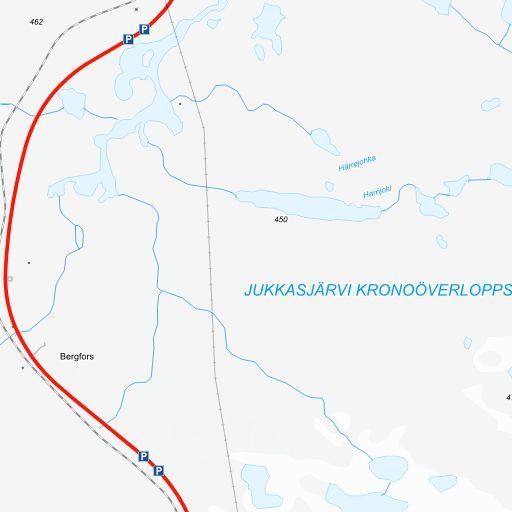 462
P
P
Härrejohka
Harrijoki
450
JUKKASJÄRVI KRONOÖVERLOPPS
Bergfors
P
P